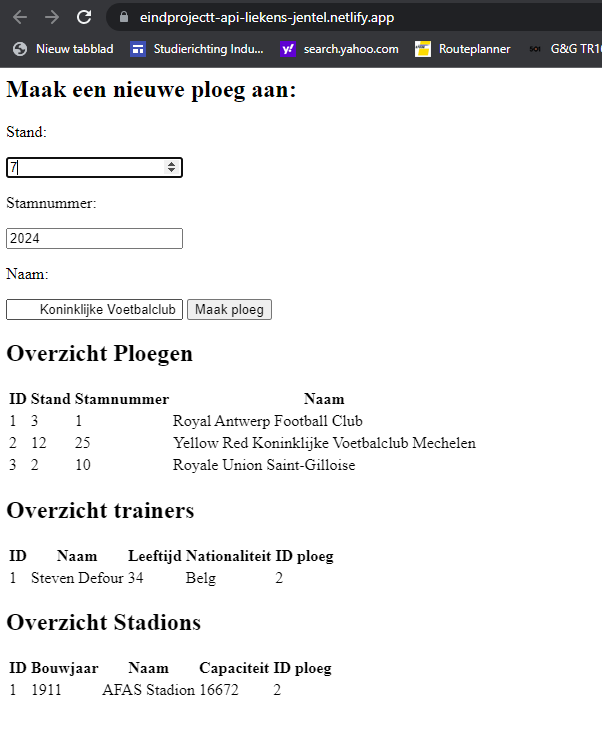 eindprojectt-api-liekens-jentel.netlify.app
Nieuw tabblad Studierichting Indu... search.yahoo.com Routeplanner G&G TR10
Maak een nieuwe ploeg aan:
Stand:
7
Stamnummer:
2024
Naam:
Koninklijke Voetbalclub Maak ploeg
Overzicht Ploegen
ID Stand Stamnummer Naam
1 3 1 Royal Antwerp Football Club
2 12 25 Yellow Red Koninklijke Voetbalclub Mechelen
3 2 10 Royale Union Saint-Gilloise
Overzicht trainers
ID Naam Leeftijd Nationaliteit ID ploeg
1 Steven Defour 34 Belg 2
Overzicht Stadions
ID Bouwjaar Naam Capaciteit ID ploeg
1 1911 AFAS Stadion 16672 2